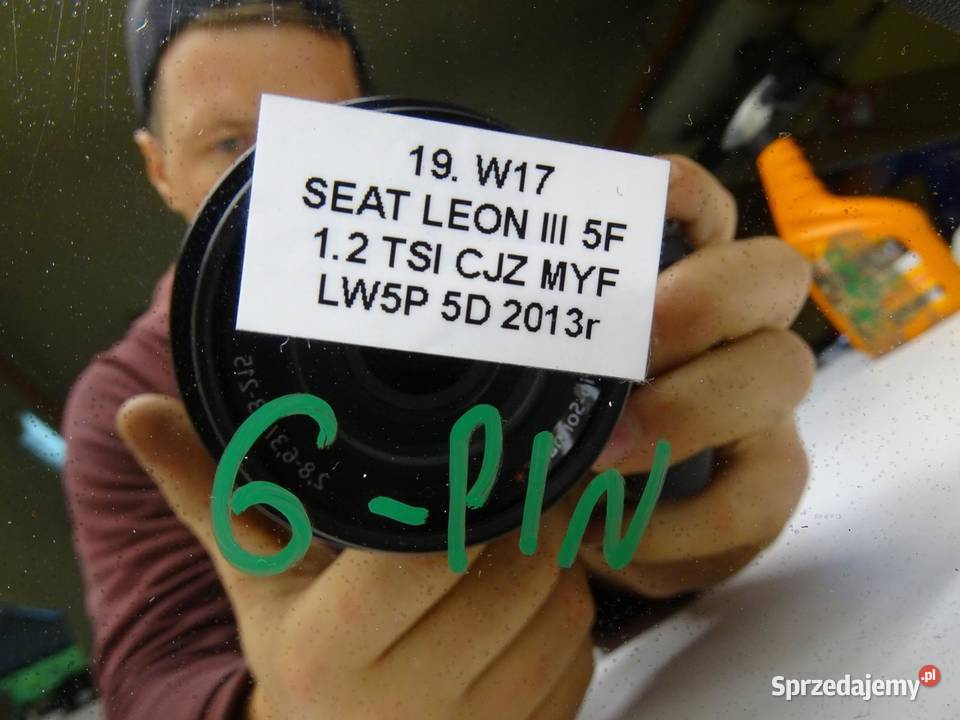 19. W17
SEAT LEON III 5F
1.2 TSI CJZ MYF
LW5P 5D 2013r
6-PIN
Sprzedajemy.pl